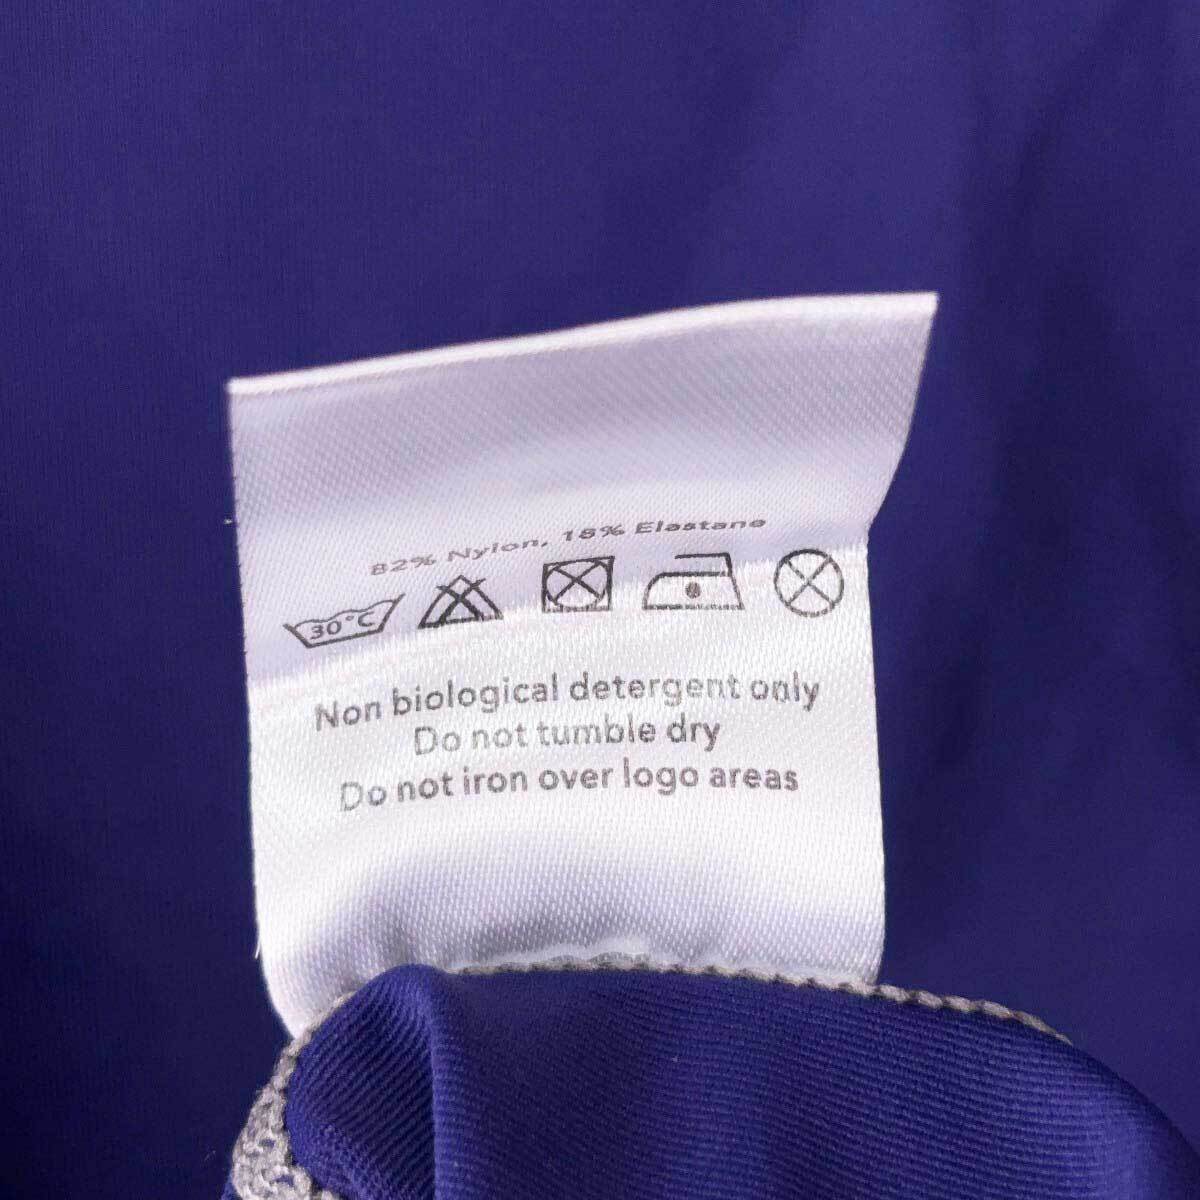 82% Nylon, 18% Elastane
30°C
Non biological detergent only
Do not tumble dry
Do not iron over logo areas